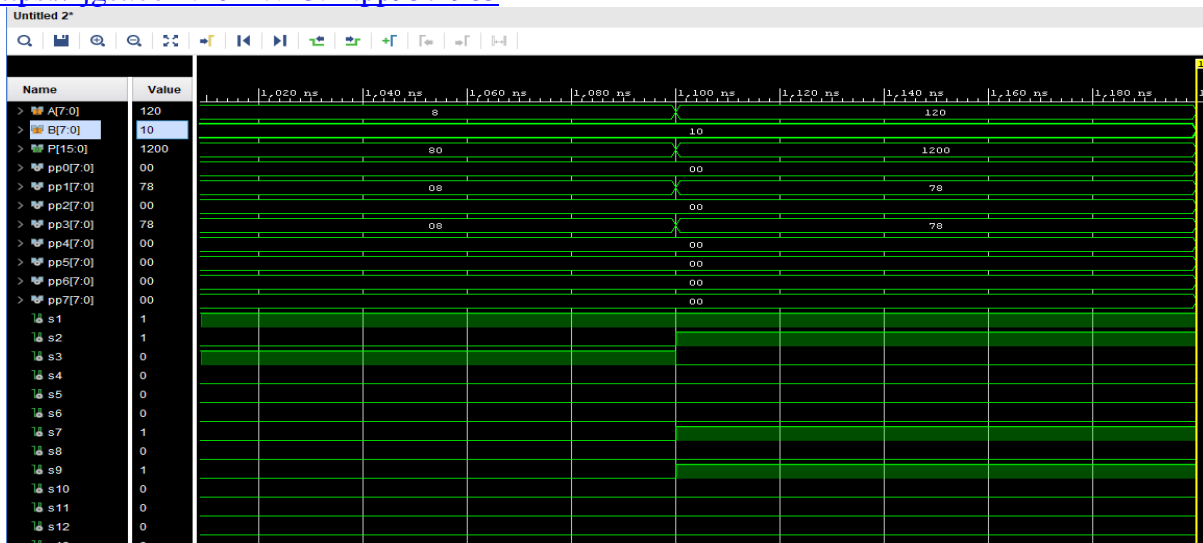 Untitled 2*
Name Value 1,020 ns 1,040 ns 1,060 ns 1,080 ns 1,100 ns 1,120 ns 1,140 ns 1,160 ns 1,180 ns
A[7:0] 120 8 120
B[7:0] 10 10
P[15:0] 1200 80 1200
pp0[7:0] 00 00
pp1[7:0] 78 08 78
pp2[7:0] 00 00
pp3[7:0] 78 08 78
pp4[7:0] 00 00
pp5[7:0] 00 00
pp6[7:0] 00 00
pp7[7:0] 00 00
s1 1
s2 1
s3 0
s4 0
s5 0
s6 0
s7 1
s8 0
s9 1
s10 0
s11 0
s12 0